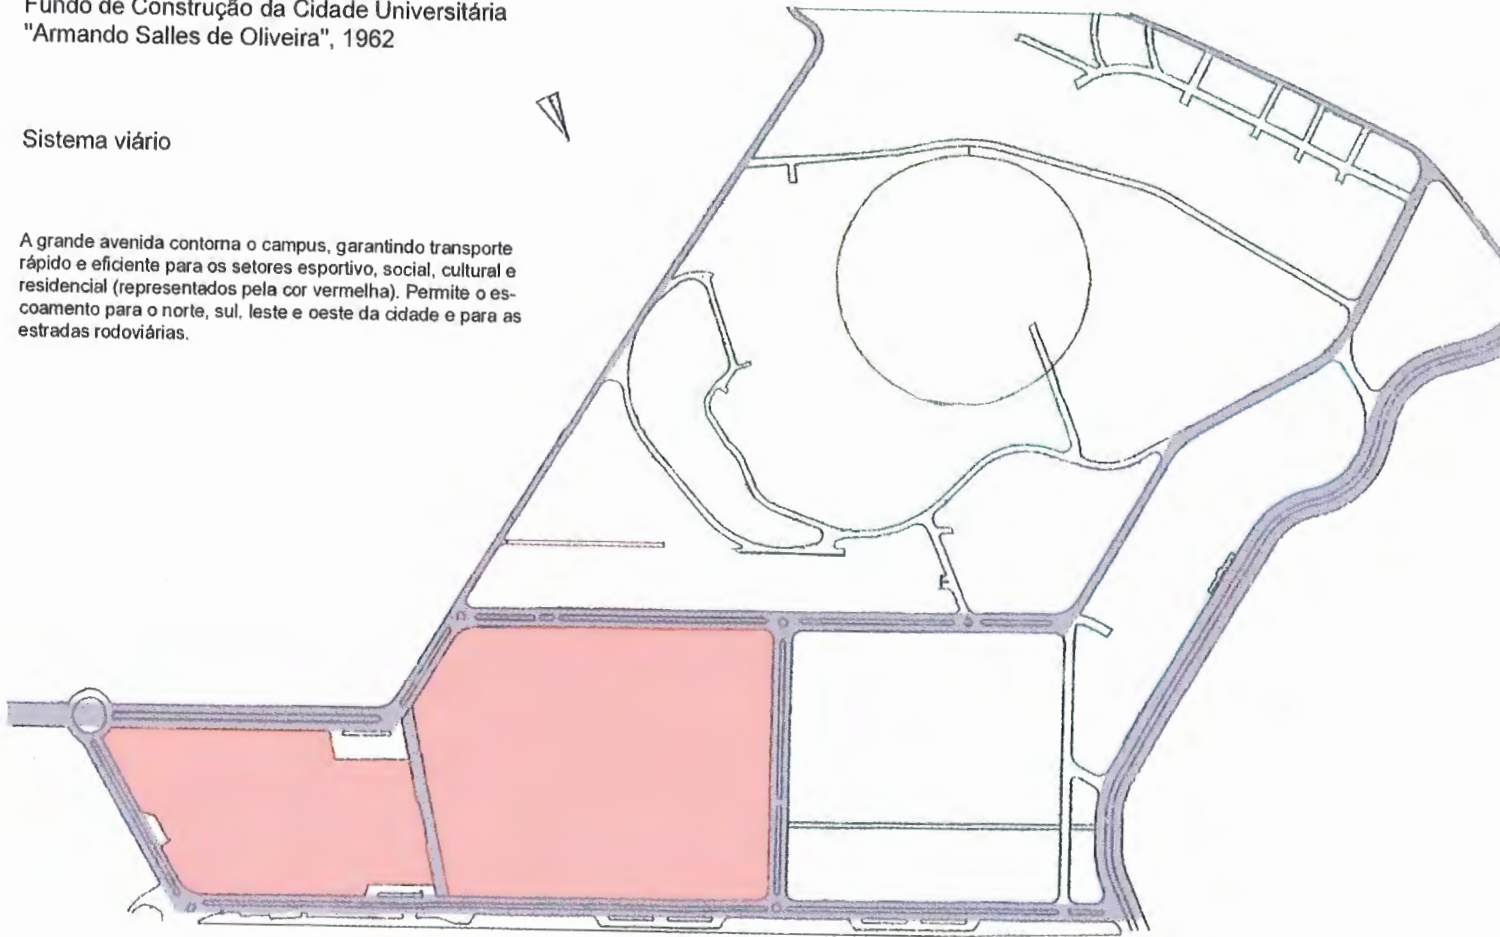 Fundo de Construção da Cidade Universitária
"Armando Salles de Oliveira", 1962
Sistema viário
A grande avenida contorna o campus, garantindo transporte
rápido e eficiente para os setores esportivo, social, cultural e
residencial (representados pela cor vermelha). Permite o es-
coamento para o norte, sul, leste e oeste da cidade e para as
estradas rodoviárias.